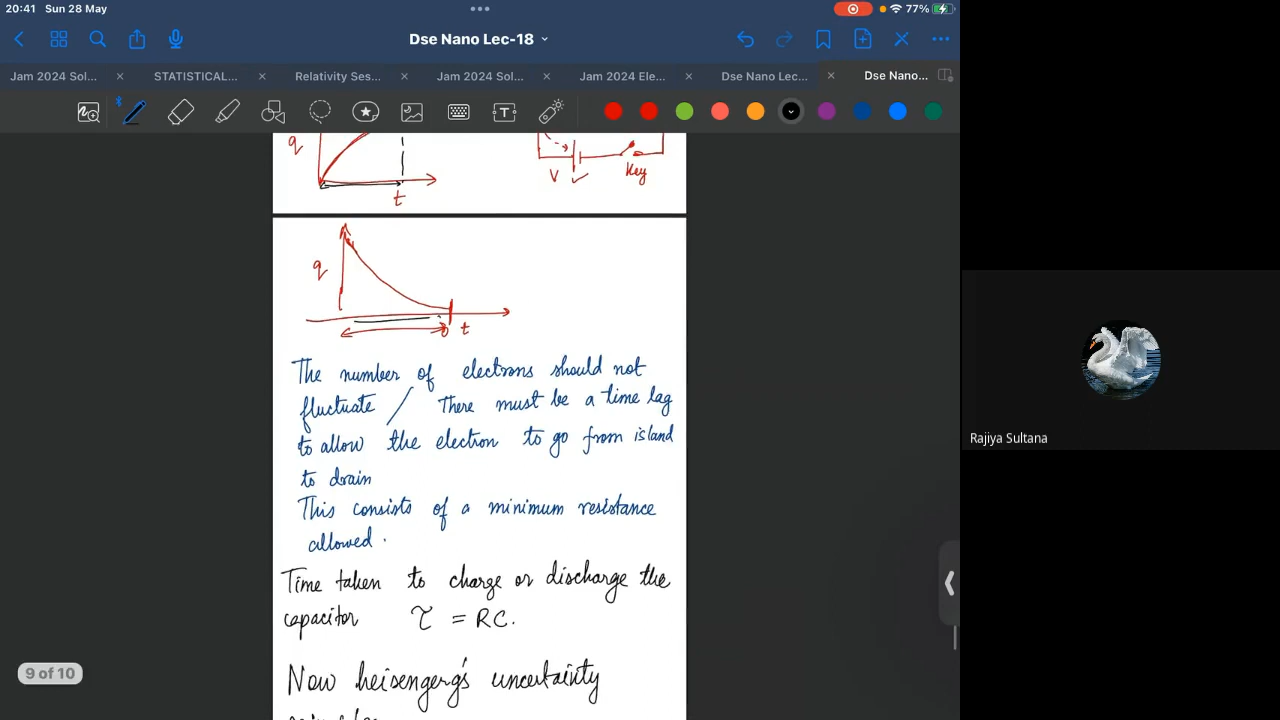 20:41 Sun 28 May
77%
Dse Nano Lec-18
Jam 2024 Sol...
STATISTICAL...
Relativity Ses...
Jam 2024 Sol...
Jam 2024 Ele...
Dse Nano Lec...
Dse Nano...
T
q
t
V
Key
q
t
The number of electrons should not
fluctuate / There must be a time lag
to allow the electron to go from island
to drain
This consists of a minimum resistance
allowed.
Time taken to charge or discharge the
capacitor τ = RC.
Now heisengerg's uncertainty
9 of 10
Rajiya Sultana